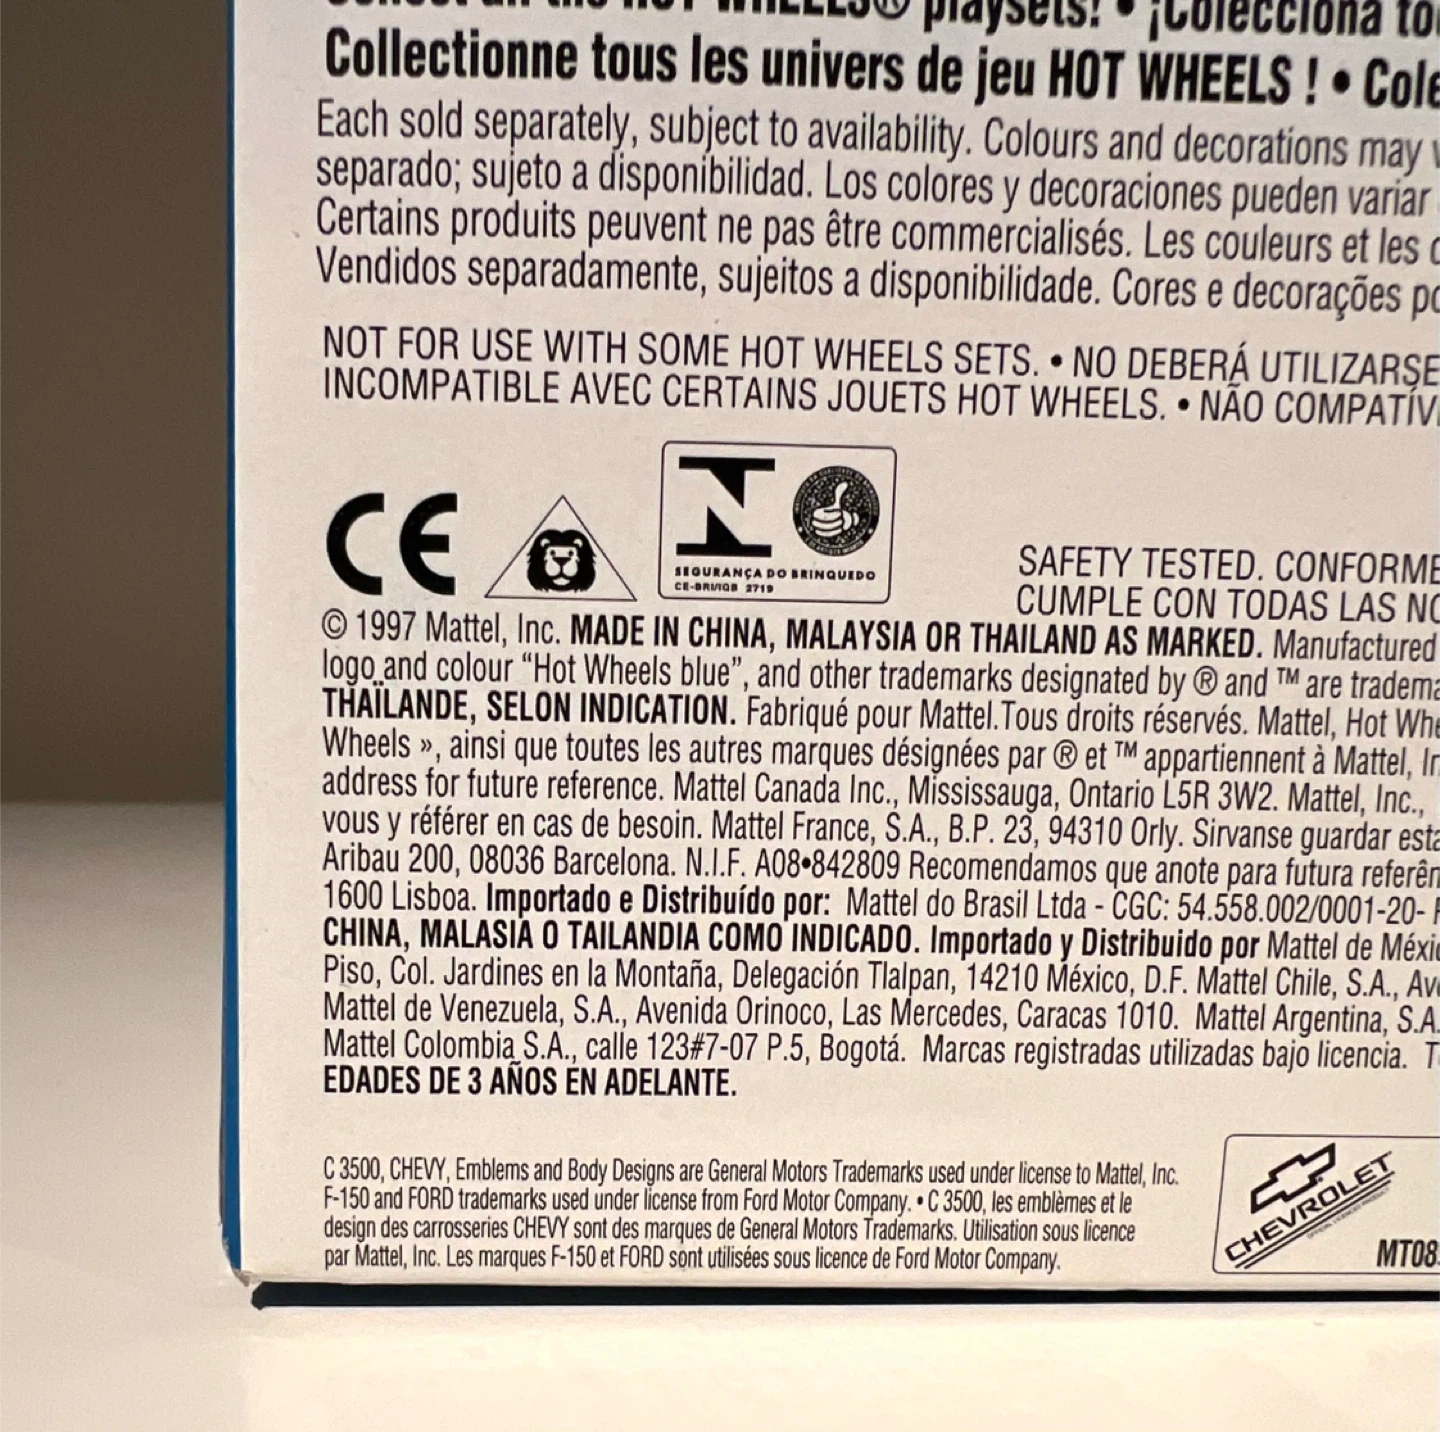 Collect all the HOT WHEELS® playsets! • ¡Colecciona
Collectionne tous les univers de jeu HOT WHEELS ! •
Each sold separately, subject to availability. Colours and decorations may
separado; sujeto a disponibilidad. Los colores y decoraciones pueden variar
Certains produits peuvent ne pas être commercialisés. Les couleurs et les
Vendidos separadamente, sujeitos a disponibilidade. Cores e decorações
NOT FOR USE WITH SOME HOT WHEELS SETS. • NO DEBERÁ UTILIZARSE
INCOMPATIBLE AVEC CERTAINS JOUETS HOT WHEELS. • NÃO
CE
SEGURANÇA DO BRINQUEDO
CE-BRI/IQB 2719
SAFETY TESTED. CONFORME
CUMPLE CON TODAS LAS
© 1997 Mattel, Inc. MADE IN CHINA, MALAYSIA OR THAILAND AS MARKED. Manufactured
logo and colour “Hot Wheels blue”, and other trademarks designated by ® and ™ are
THAÏLANDE, SELON INDICATION. Fabriqué pour Mattel.Tous droits réservés. Mattel, Hot
Wheels », ainsi que toutes les autres marques désignées par ® et ™ appartiennent à Mattel,
address for future reference. Mattel Canada Inc., Mississauga, Ontario L5R 3W2. Mattel, Inc.,
vous y référer en cas de besoin. Mattel France, S.A., B.P. 23, 94310 Orly. Sirvanse guardar
Aribau 200, 08036 Barcelona. N.I.F. A08•842809 Recomendamos que anote para futura
1600 Lisboa. Importado e Distribuído por: Mattel do Brasil Ltda - CGC: 54.558.002/0001-20-
CHINA, MALASIA O TAILANDIA COMO INDICADO. Importado y Distribuido por Mattel de
Piso, Col. Jardines en la Montaña, Delegación Tlalpan, 14210 México, D.F. Mattel Chile, S.A.,
Mattel de Venezuela, S.A., Avenida Orinoco, Las Mercedes, Caracas 1010. Mattel Argentina, S.A.
Mattel Colombia S.A., calle 123#7-07 P.5, Bogotá. Marcas registradas utilizadas bajo licencia.
EDADES DE 3 AÑOS EN ADELANTE.
C 3500, CHEVY, Emblems and Body Designs are General Motors Trademarks used under license to Mattel, Inc.
F-150 and FORD trademarks used under license from Ford Motor Company. • C 3500, les emblèmes et le
design des carrosseries CHEVY sont des marques de General Motors Trademarks. Utilisation sous licence
par Mattel, Inc. Les marques F-150 et FORD sont utilisées sous licence de Ford Motor Company.
CHEVROLET
MT08